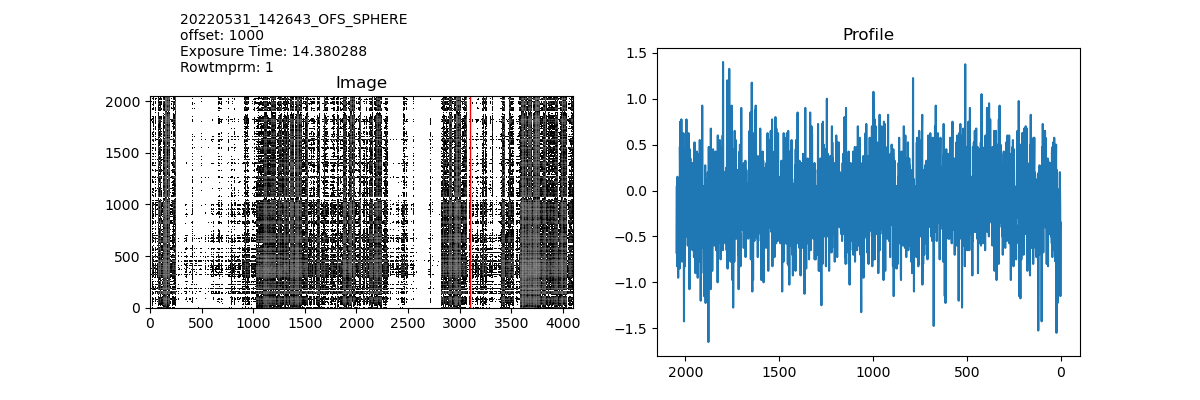 20220531_142643_OFS_SPHERE
offset: 1000
Exposure Time: 14.380288
Rowtmprm: 1
Image
2000
1500
1000
500
0
0 500 1000 1500 2000 2500 3000 3500 4000
Profile
1.5
1.0
0.5
0.0
−0.5
−1.0
−1.5
2000 1500 1000 500 0